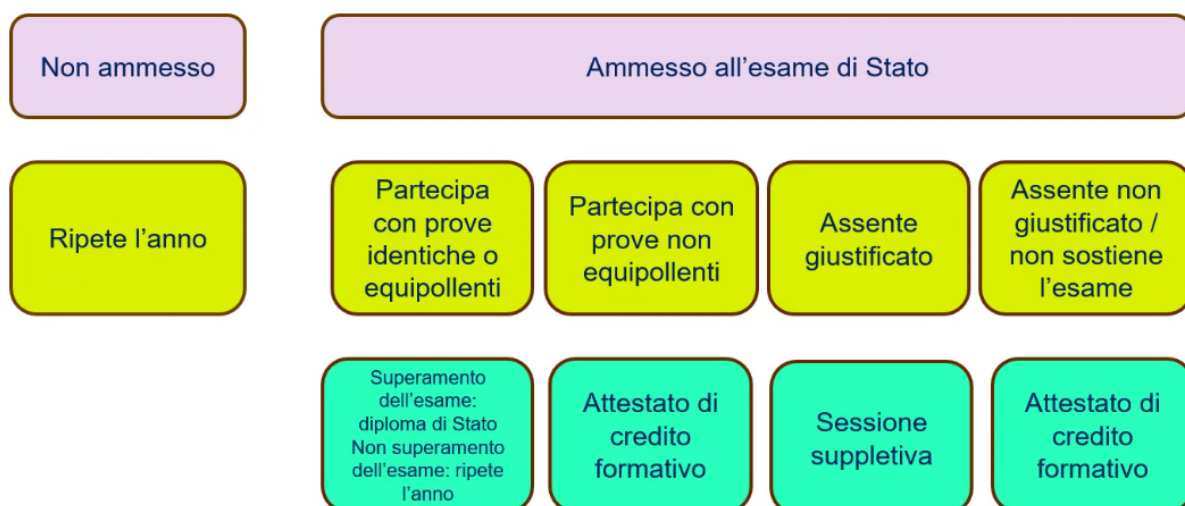 Non ammesso
Ammesso all'esame di Stato
Ripete l'anno
Partecipa
con prove
identiche o
equipollenti
Partecipa con
prove non
equipollenti
Assente
giustificato
Assente non
giustificato /
non sostiene
l'esame
Superamento
dell'esame:
diploma di Stato
Non superamento
dell'esame: ripete
l'anno
Attestato di
credito
formativo
Sessione
suppletiva
Attestato di
credito
formativo